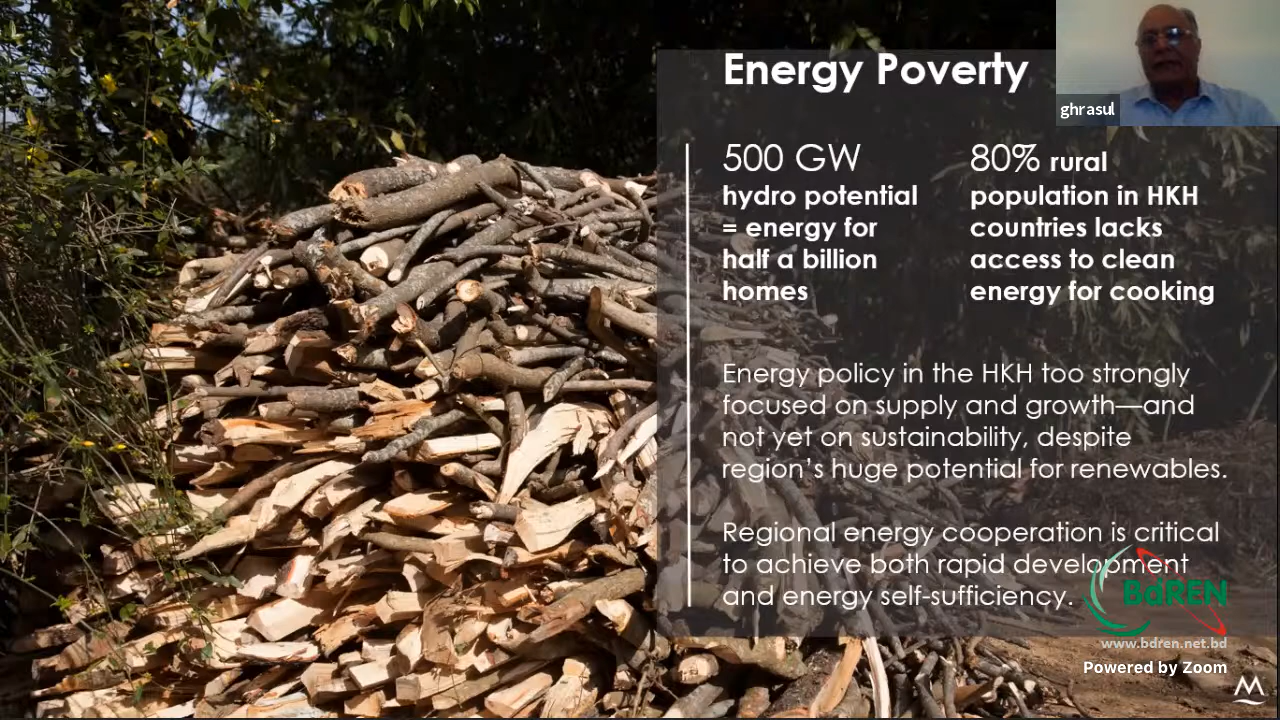 Energy Poverty
ghrasul
500 GW
hydro potential
= energy for
half a billion
homes
80% rural
population in HKH
countries lacks
access to clean
energy for cooking
Energy policy in the HKH too strongly
focused on supply and growth—and
not yet on sustainability, despite
region's huge potential for renewables.
Regional energy cooperation is critical
to achieve both rapid development
and energy self-sufficiency.
BdREN
www.bdren.net.bd
Powered by Zoom